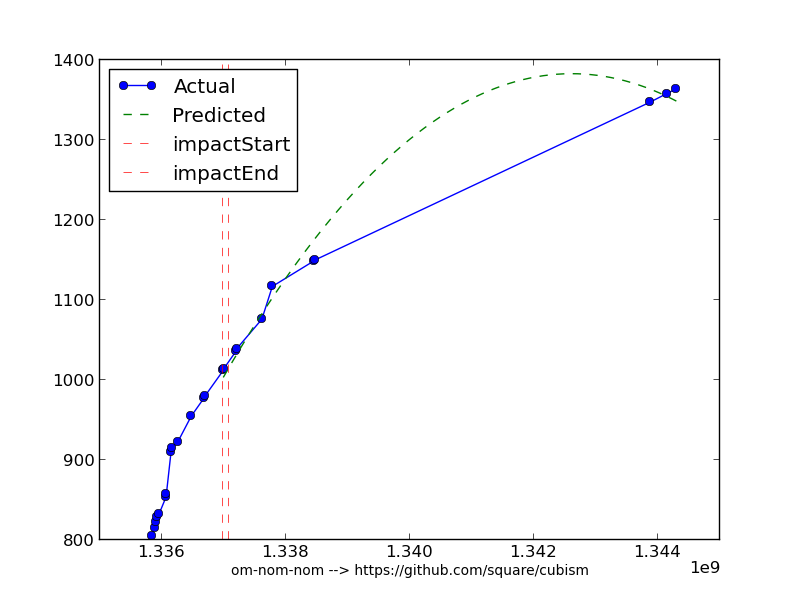 1400
1300
1200
1100
1000
900
800
Actual
Predicted
impactStart
impactEnd
1.336
1.338
1.340
1.342
1.344
1e9
om-nom-nom --> https://github.com/square/cubism